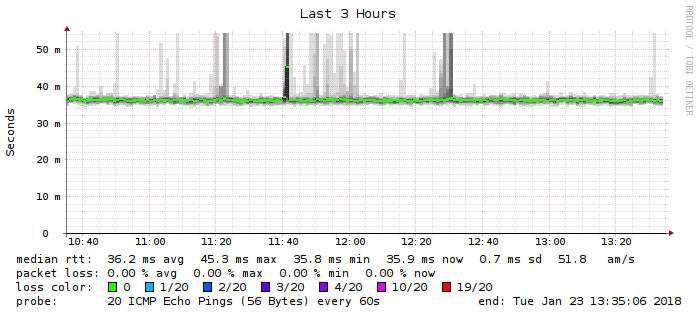 Last 3 Hours
RRDTOOL / TOBI OETIKER
Seconds
50 m
40 m
30 m
20 m
10 m
0
10:40 11:00 11:20 11:40 12:00 12:20 12:40 13:00 13:20
median rtt: 36.2 ms avg 45.3 ms max 35.8 ms min 35.9 ms now 0.7 ms sd 51.8 am/s
packet loss: 0.00 % avg 0.00 % max 0.00 % min 0.00 % now
loss color: 0 1/20 2/20 3/20 4/20 10/20 19/20
probe: 20 ICMP Echo Pings (56 Bytes) every 60s end: Tue Jan 23 13:35:06 2018